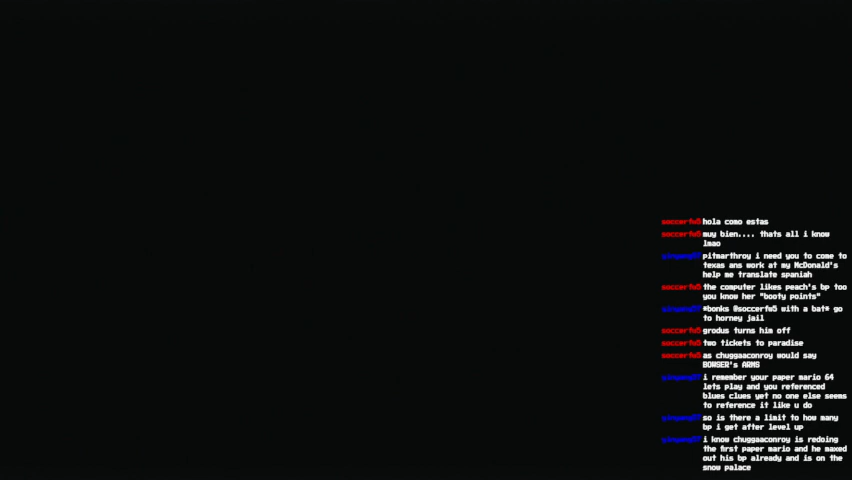 soccerfw5 hola como estas
soccerfw5 muy bien.... thats all i know
lmao
pitmarthroy i need you to come to
texas ans work at my McDonald's
help me translate spaniah
soccerfw5 the computer likes peach's bp too
you know her "booty points"
*bonks @soccerfw5 with a bat* go
to horney jail
soccerfw5 grodus turns him off
soccerfw5 two tickets to paradise
soccerfw5 as chuggaaconroy would say
BOWSER's ARMS
i remember your paper mario 64
lets play and you referenced
blues clues yet no one else seems
to reference it like u do
so is there a limit to how many
bp i get after level up
i know chuggaaconroy is redoing
the first paper mario and he maxed
out his bp already and is on the
snow palace